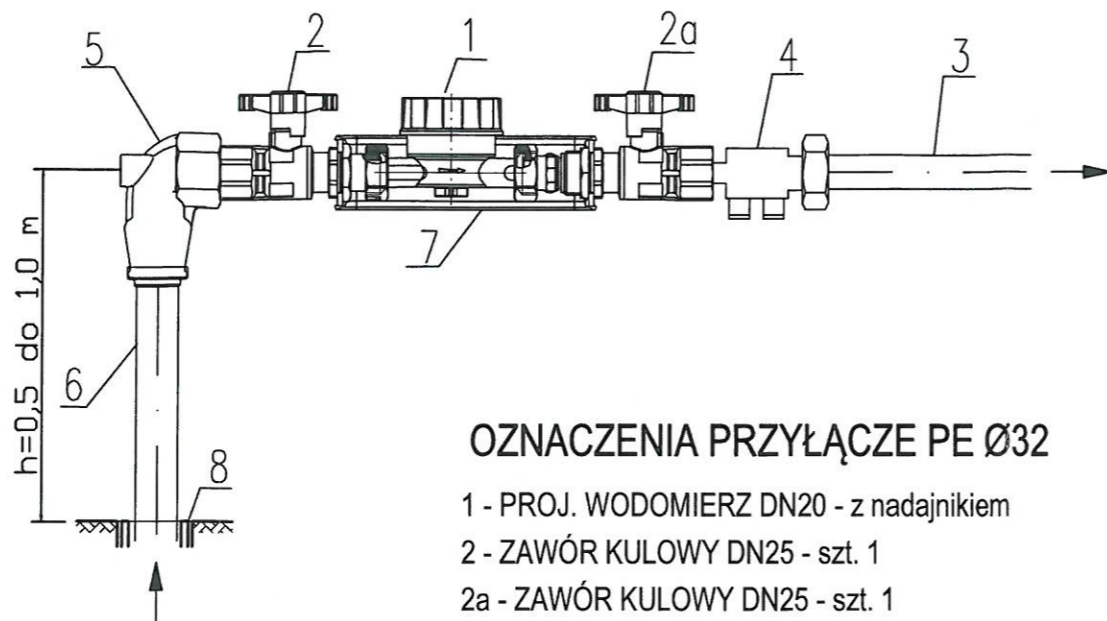 2
1
2a
4
3
5
7
h=0,5 do 1,0 m
6
8
OZNACZENIA PRZYŁĄCZE PE Ø32
1 - PROJ. WODOMIERZ DN20 - z nadajnikiem
2 - ZAWÓR KULOWY DN25 - szt. 1
2a - ZAWÓR KULOWY DN25 - szt. 1